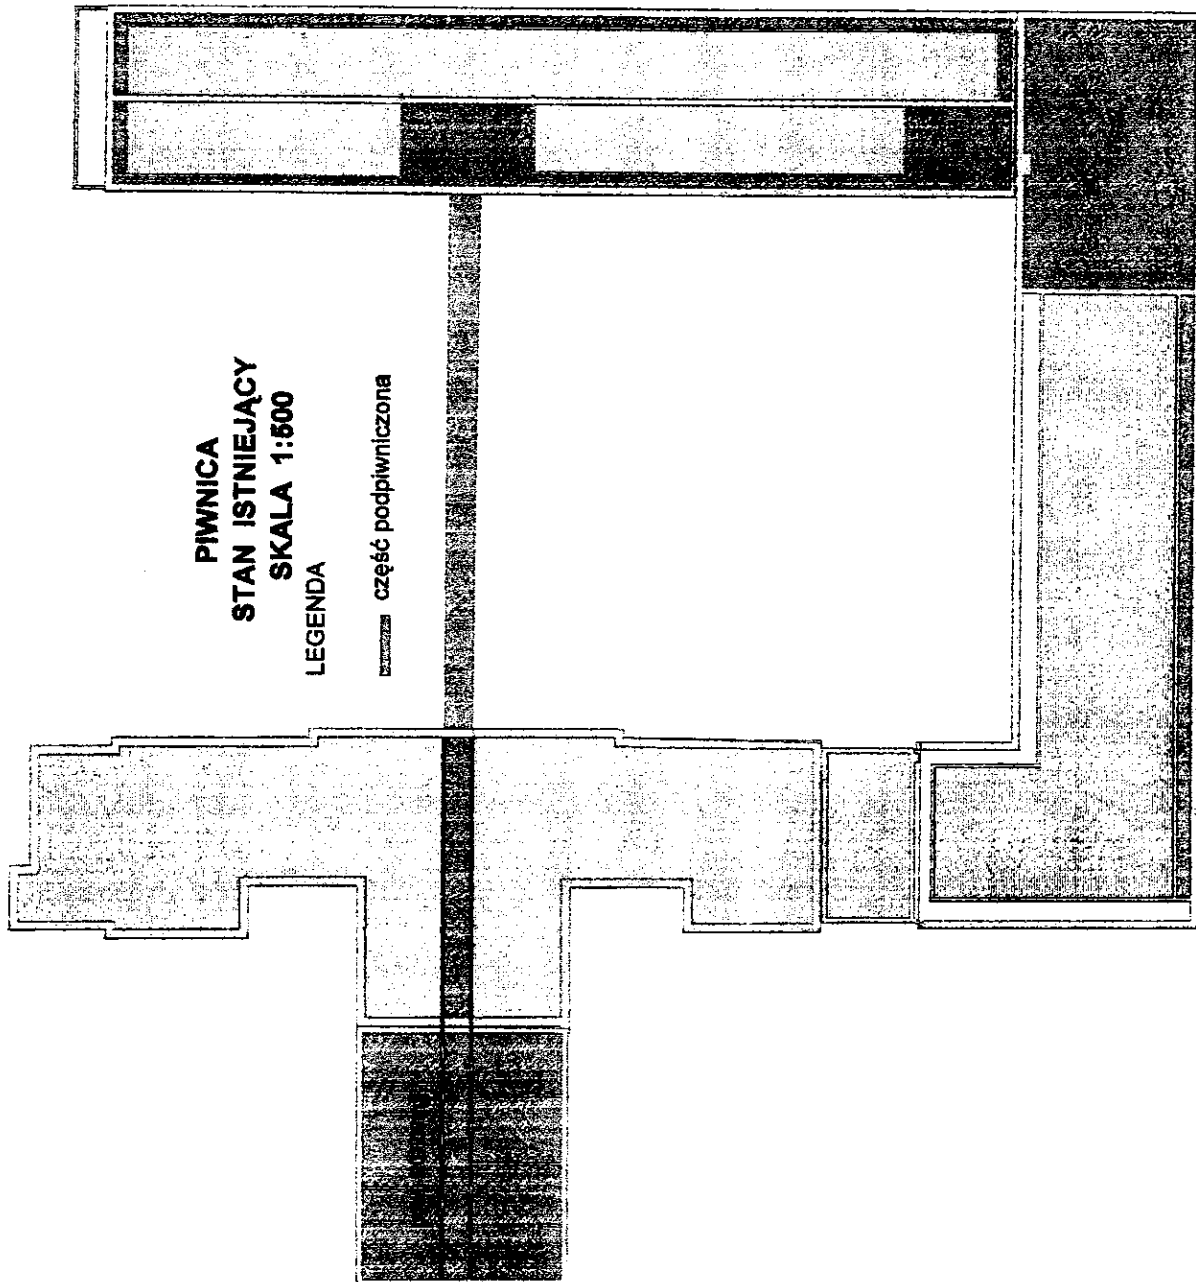 PIWNICA
STAN ISTNIEJĄCY
SKALA 1:500
LEGENDA
część podpiwniczona